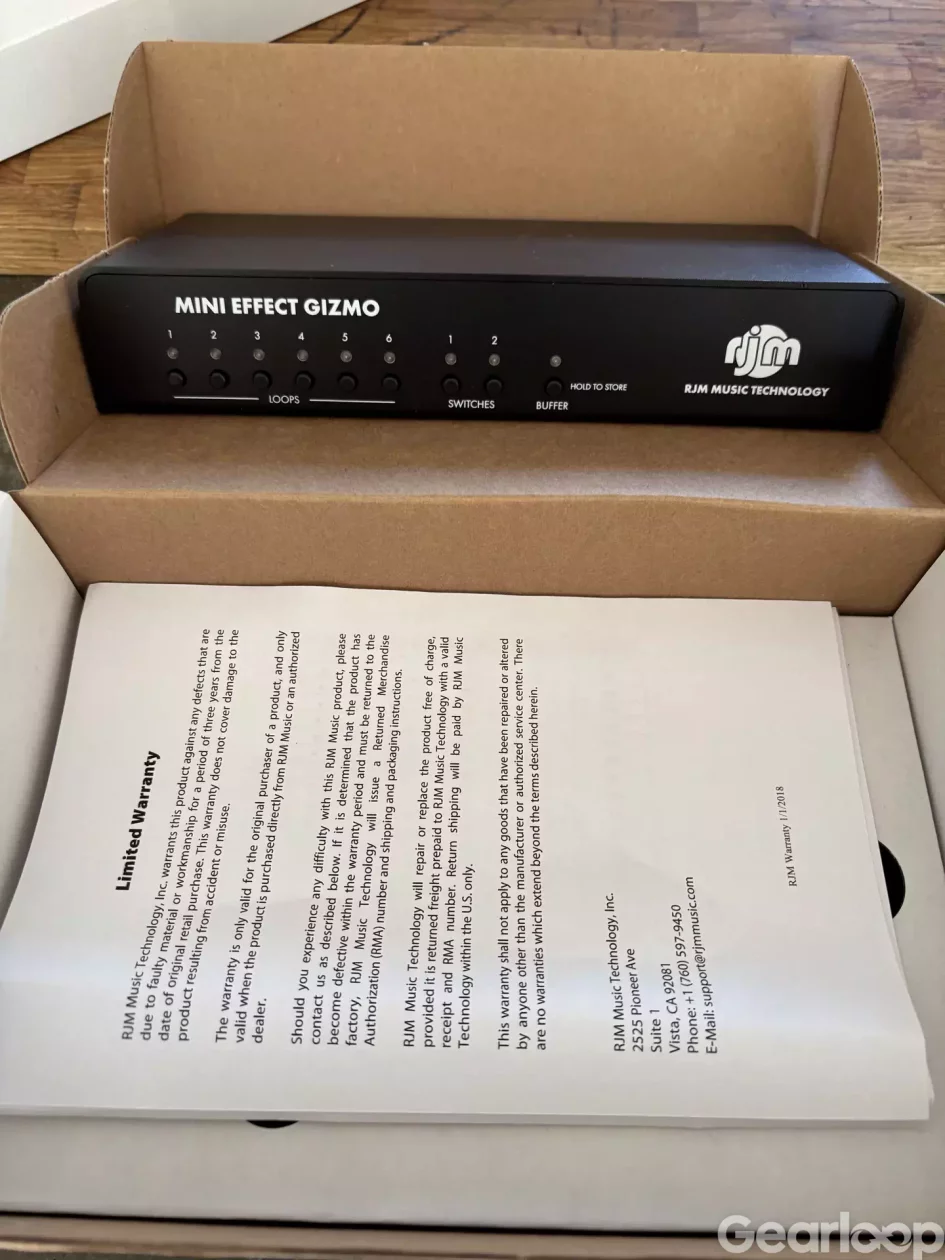 MINI EFFECT GIZMO
1 2 3 4 5 6 1 2
HOLD TO STORE
LOOPS SWITCHES BUFFER
rjm
RJM MUSIC TECHNOLOGY
Limited Warranty
RJM Music Technology, Inc. warrants this product against any defects that are
due to faulty material or workmanship for a period of three years from the
date of original retail purchase. This warranty does not cover damage to the
product resulting from accident or misuse.
The warranty is only valid for the original purchaser of a product, and only
valid when the product is purchased directly from RJM Music or an authorized
dealer.
Should you experience any difficulty with this RJM Music product, please
contact us as described below. If it is determined that the product has
become defective within the warranty period and must be returned to the
factory, RJM Music Technology will issue a Returned Merchandise
Authorization (RMA) number and shipping and packaging instructions.
RJM Music Technology will repair or replace the product free of charge,
provided it is returned freight prepaid to RJM Music Technology with a valid
receipt and RMA number. Return shipping will be paid by RJM Music
Technology within the U.S. only.
This warranty shall not apply to any goods that have been repaired or altered
by anyone other than the manufacturer or authorized service center. There
are no warranties which extend beyond the terms described herein.
RJM Music Technology, Inc.
2525 Pioneer Ave
Suite 1
Vista, CA 92081
Phone: +1 (760) 597-9450
E-Mail: support@rjmmusic.com
RJM Warranty 1/1/2018
Gearloop